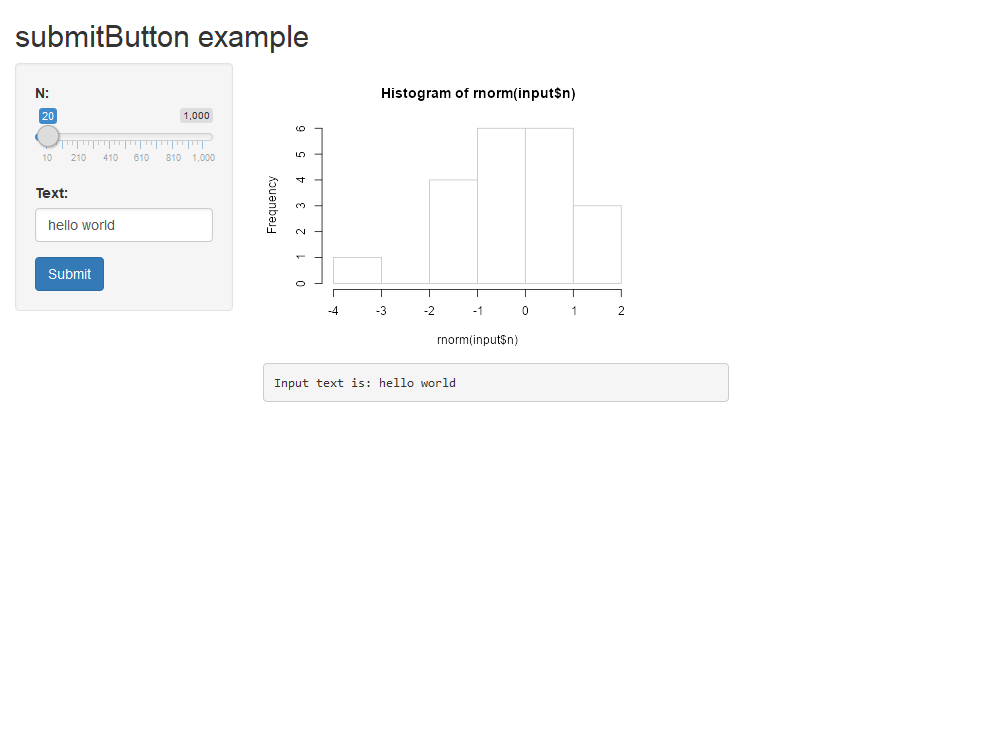 submitButton example
N:
20 1,000
10 210 410 610 810 1,000
Text:
hello world
Submit
Histogram of rnorm(input$n)
Frequency
6
5
4
3
2
1
0
-4 -3 -2 -1 0 1 2
rnorm(input$n)
Input text is: hello world